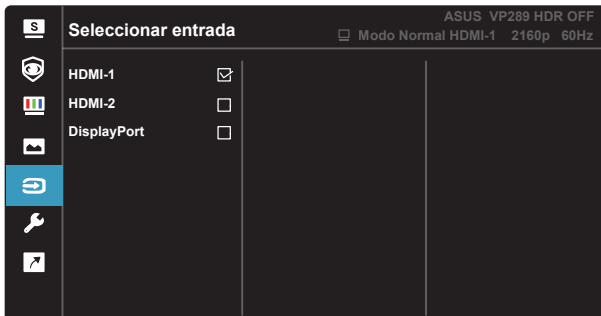 S
Seleccionar entrada
ASUS VP289 HDR OFF
Modo Normal HDMI-1 2160p 60Hz
HDMI-1
HDMI-2
DisplayPort